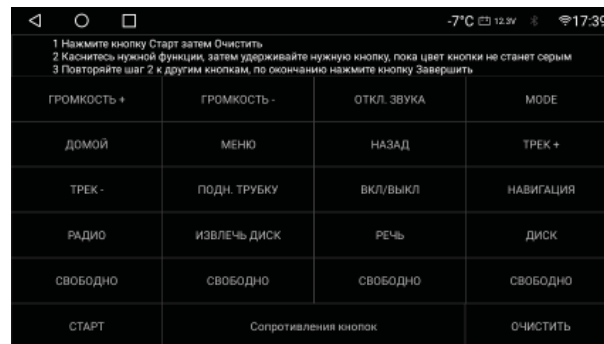 -7°C 12.3V 17:39
1 Нажмите кнопку Старт затем Очистить
2 Каснитесь нужной функции, затем удерживайте нужную кнопку, пока цвет кнопки не станет серым
3 Повторяйте шаг 2 к другим кнопкам, по окончанию нажмите кнопку Завершить
ГРОМКОСТЬ + ГРОМКОСТЬ - ОТКЛ. ЗВУКА MODE
ДОМОЙ МЕНЮ НАЗАД ТРЕК +
ТРЕК - ПОДН. ТРУБКУ ВКЛ/ВЫКЛ НАВИГАЦИЯ
РАДИО ИЗВЛЕЧЬ ДИСК РЕЧЬ ДИСК
СВОБОДНО СВОБОДНО СВОБОДНО СВОБОДНО
СТАРТ Сопротивления кнопок ОЧИСТИТЬ